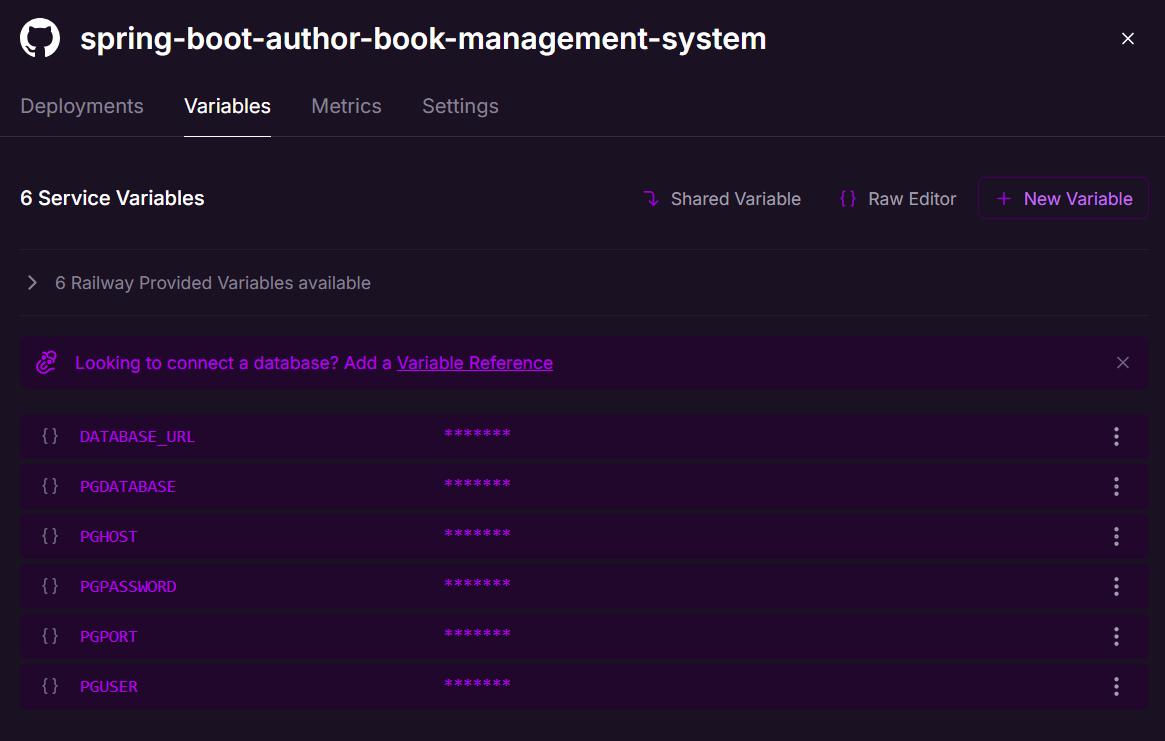 spring-boot-author-book-management-system
Deployments Variables Metrics Settings
6 Service Variables Shared Variable {} Raw Editor + New Variable
6 Railway Provided Variables available
Looking to connect a database? Add a Variable Reference
{} DATABASE_URL *******
{} PGDATABASE *******
{} PGHOST *******
{} PGPASSWORD *******
{} PGPORT *******
{} PGUSER *******